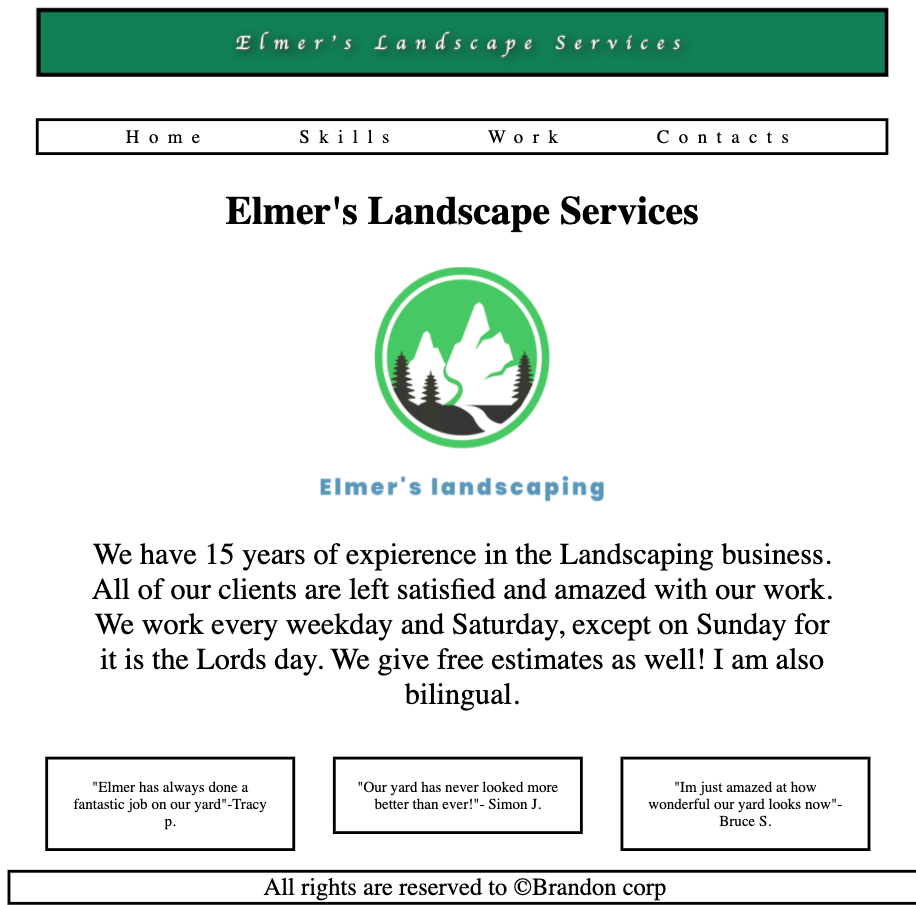 Elmer's Landscape Services
Home Skills Work Contacts
Elmer's Landscape Services
Elmer's landscaping
We have 15 years of expierence in the Landscaping business.
All of our clients are left satisfied and amazed with our work.
We work every weekday and Saturday, except on Sunday for
it is the Lords day. We give free estimates as well! I am also
bilingual.
"Elmer has always done a
fantastic job on our yard"-Tracy
p.
"Our yard has never looked more
better than ever!"- Simon J.
"Im just amazed at how
wonderful our yard looks now"-
Bruce S.
All rights are reserved to ©Brandon corp